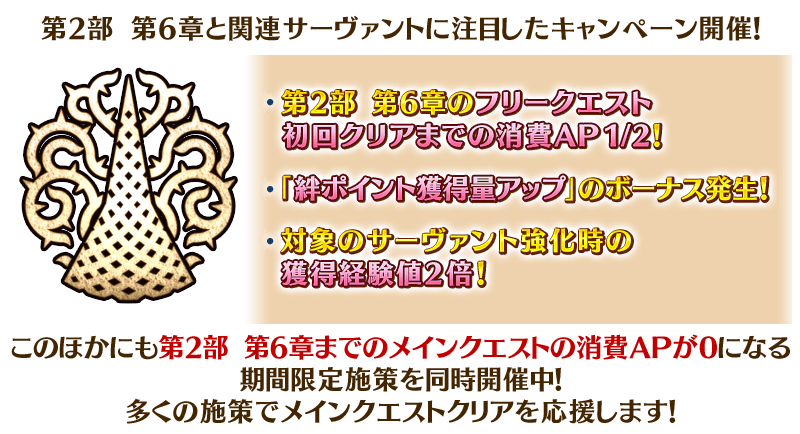 第2部 第6章と関連サーヴァントに注目したキャンペーン開催!
・第2部 第6章のフリークエスト
初回クリアまでの消費AP1/2!
・「絆ポイント獲得量アップ」のボーナス発生!
・対象のサーヴァント強化時の
獲得経験値2倍!
このほかにも第2部 第6章までのメインクエストの消費APが0になる
期間限定施策を同時開催中!
多くの施策でメインクエストクリアを応援します!